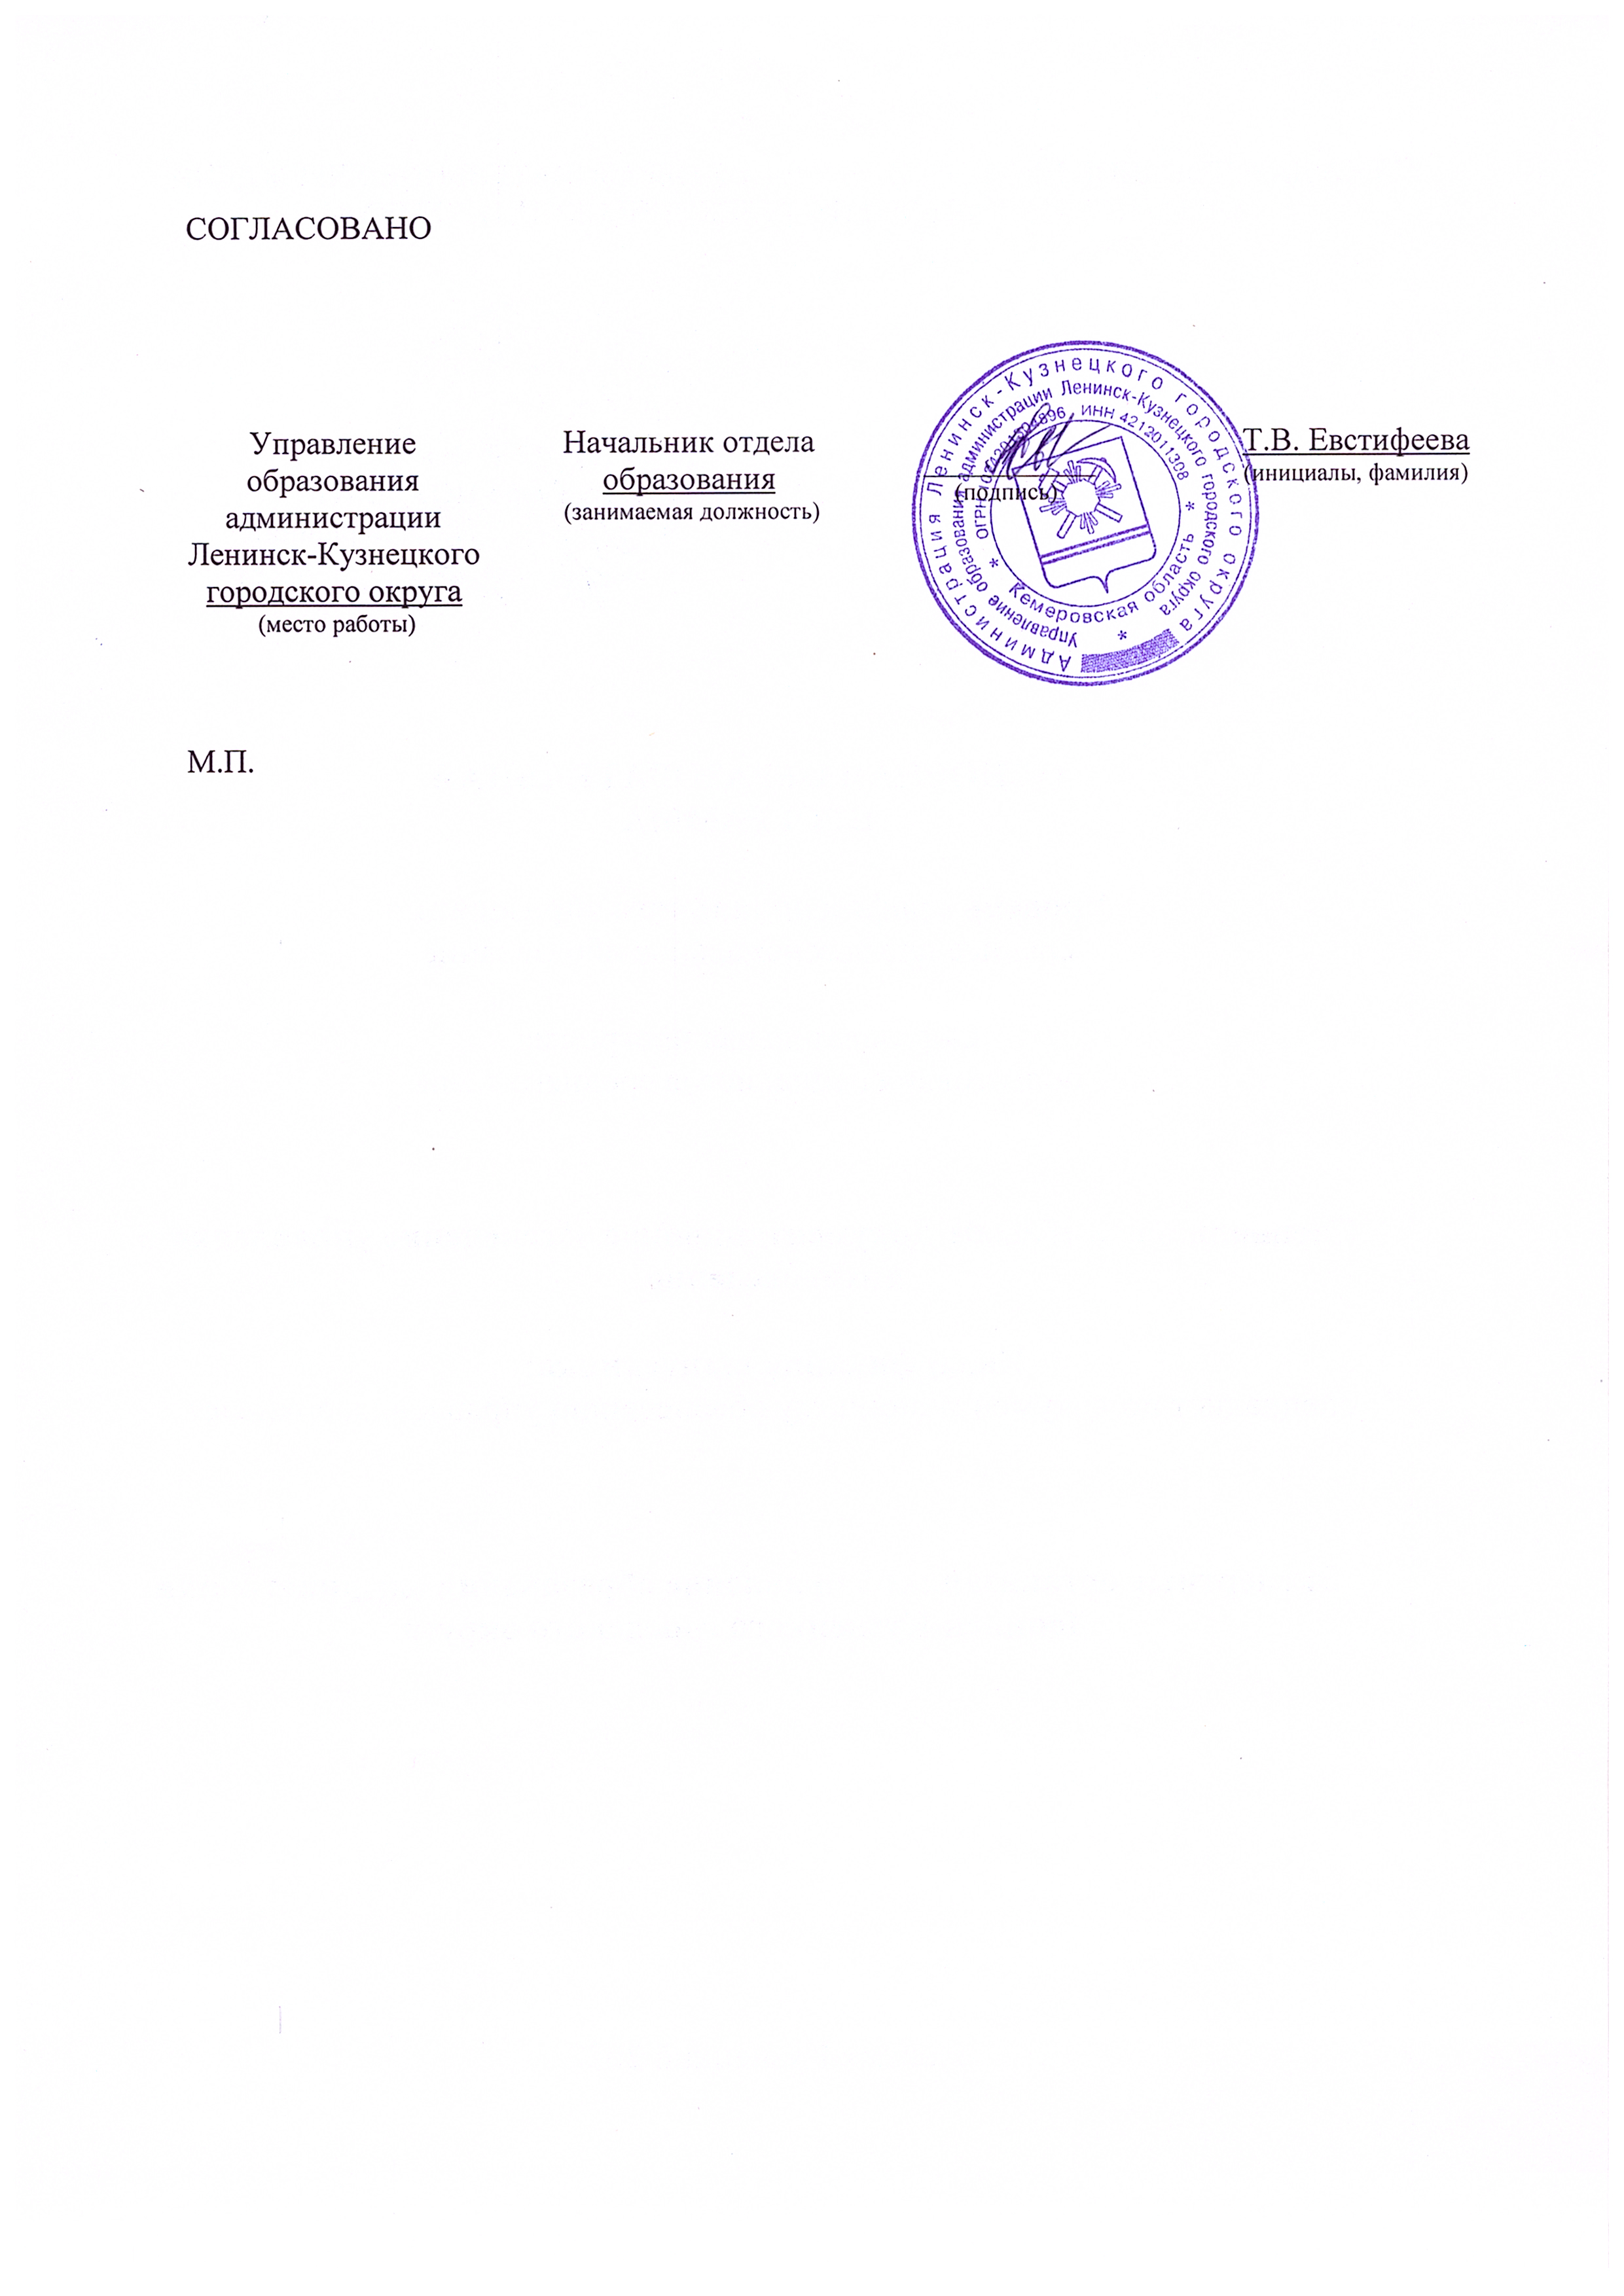 СОГЛАСОВАНО
Управление
образования
администрации
Ленинск-Кузнецкого
городского округа
(место работы)
Начальник отдела
образования
(занимаемая должность)
(подпись)
Т.В. Евстифеева
(инициалы, фамилия)
Администрация Ленинск-Кузнецкого городского округа
Управление образования администрации Ленинск-Кузнецкого городского округа
ОГРН ИНН 4212011308
* Кемеровская область *
*
М.П.